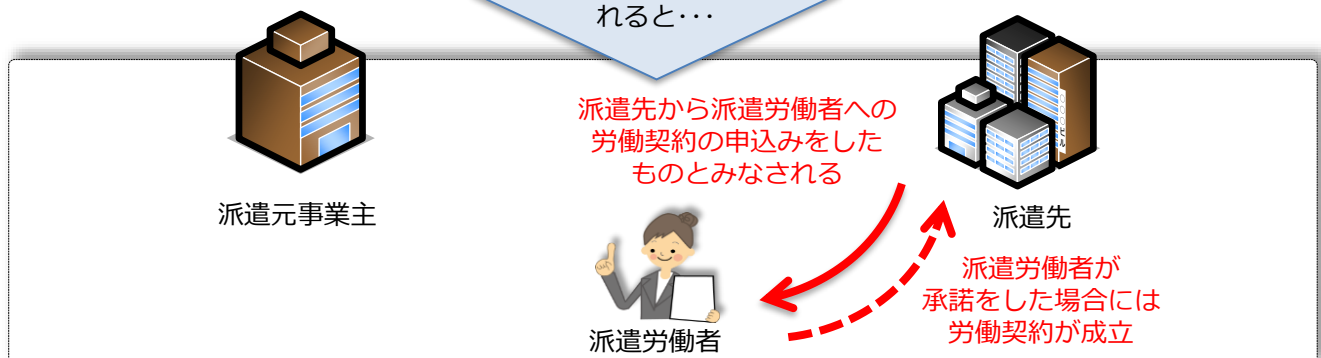 れると･･･
派遣先から派遣労働者への
労働契約の申込みをした
ものとみなされる
○○○ビル
派遣元事業主
派遣先
派遣労働者が
承諾をした場合には
労働契約が成立
派遣労働者